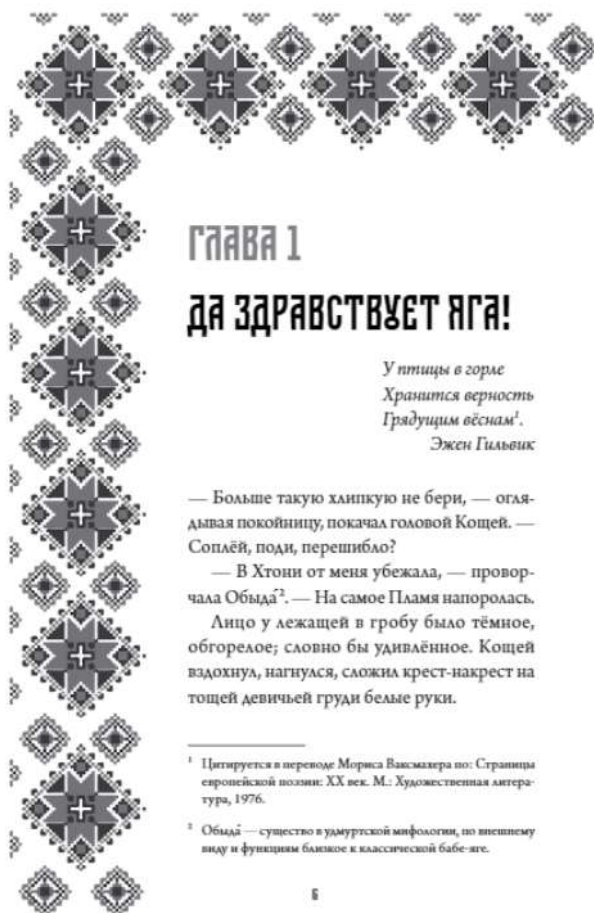 ГЛАВА 1
ДА ЗДРАВСТВУЕТ ЯГА!
У птицы в горле
Хранится верность
Грядущим вёснам¹.
Эжен Гильвик
— Больше такую хлипкую не бери, — огля-
дывая покойницу, покачал головой Кощей. —
Соплёй, поди, перешибло?
— В Хтони от меня убежала, — провор-
чала Обыда́². — На самое Пламя напоролась.
Лицо у лежащей в гробу было тёмное,
обгорелое; словно бы удивлённое. Кощей
вздохнул, нагнулся, сложил крест-накрест на
тощей девичьей груди белые руки.
¹ Цитируется в переводе Мориса Ваксмахера по: Страницы
европейской поэзии: XX век. М.: Художественная литера-
тура, 1976.
² Обыда́ — существо в удмуртской мифологии, по внешнему
виду и функциям близкое к классической бабе-яге.
6